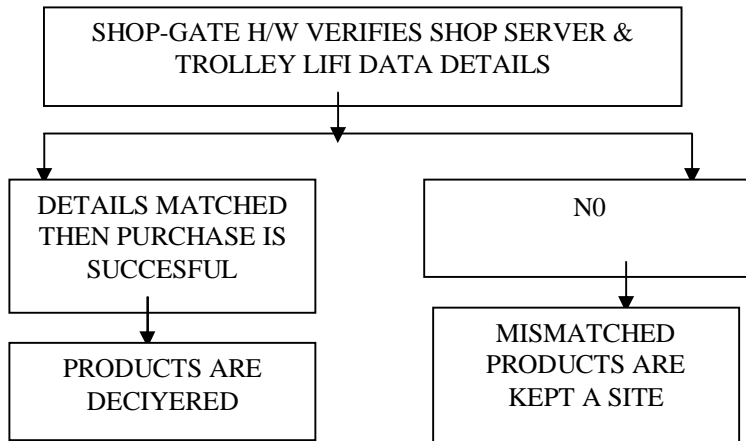 SHOP-GATE H/W VERIFIES SHOP SERVER &
TROLLEY LIFI DATA DETAILS
DETAILS MATCHED
THEN PURCHASE IS
SUCCESFUL
N0
PRODUCTS ARE
DECIYERED
MISMATCHED
PRODUCTS ARE
KEPT A SITE